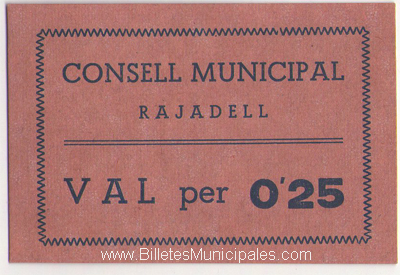 CONSELL MUNICIPAL
RAJADELL
VAL per 0'25
www.BilletesMunicipales.com